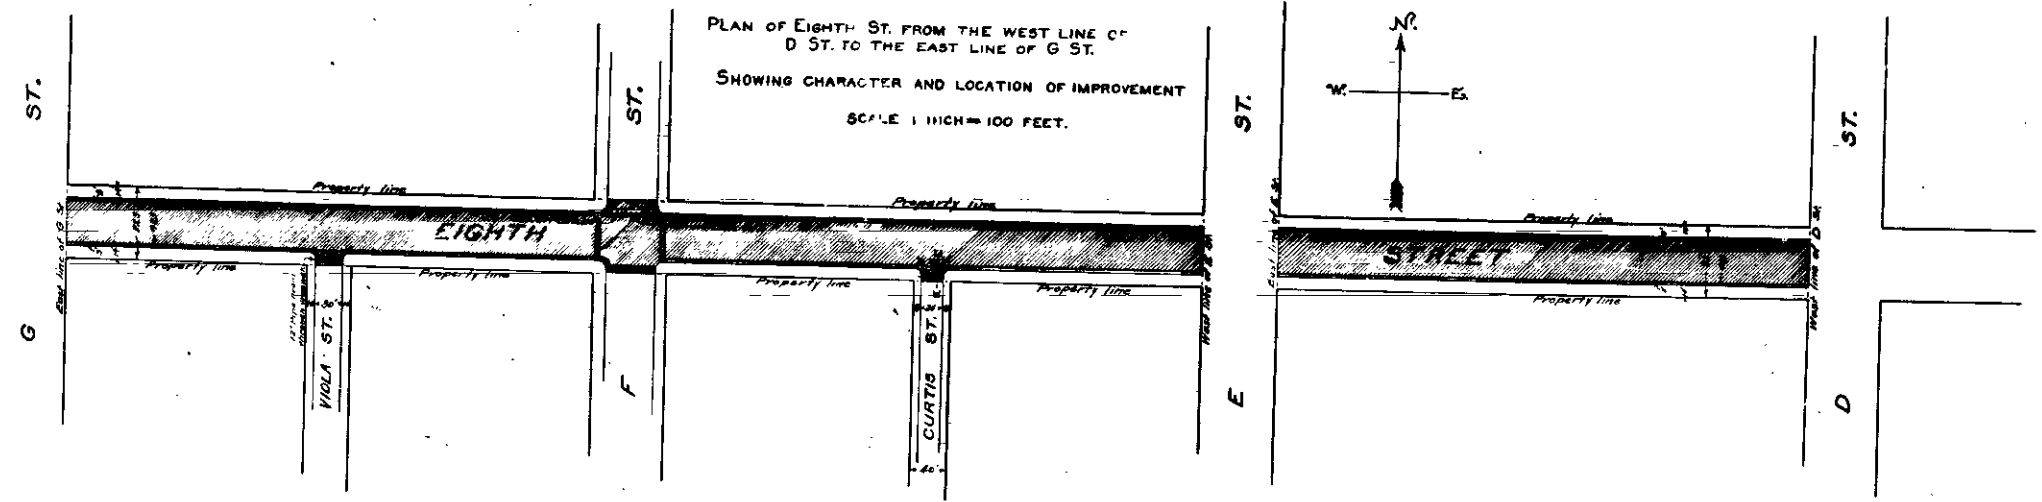 PLAN OF EIGHTH ST. FROM THE WEST LINE OF
D ST. TO THE EAST LINE OF G ST.
SHOWING CHARACTER AND LOCATION OF IMPROVEMENT
SCALE 1 INCH = 100 FEET.
N.
W.
E.
G ST.
F ST.
E ST.
D ST.
Property line
Property line
Property line
EIGHTH
STREET
East line of G St.
West line of E St.
East line of E St.
West line of D St.
Property line
Property line
Property line
Property line
Property line
30'
VIOLA ST.
CURTIS ST.
40'